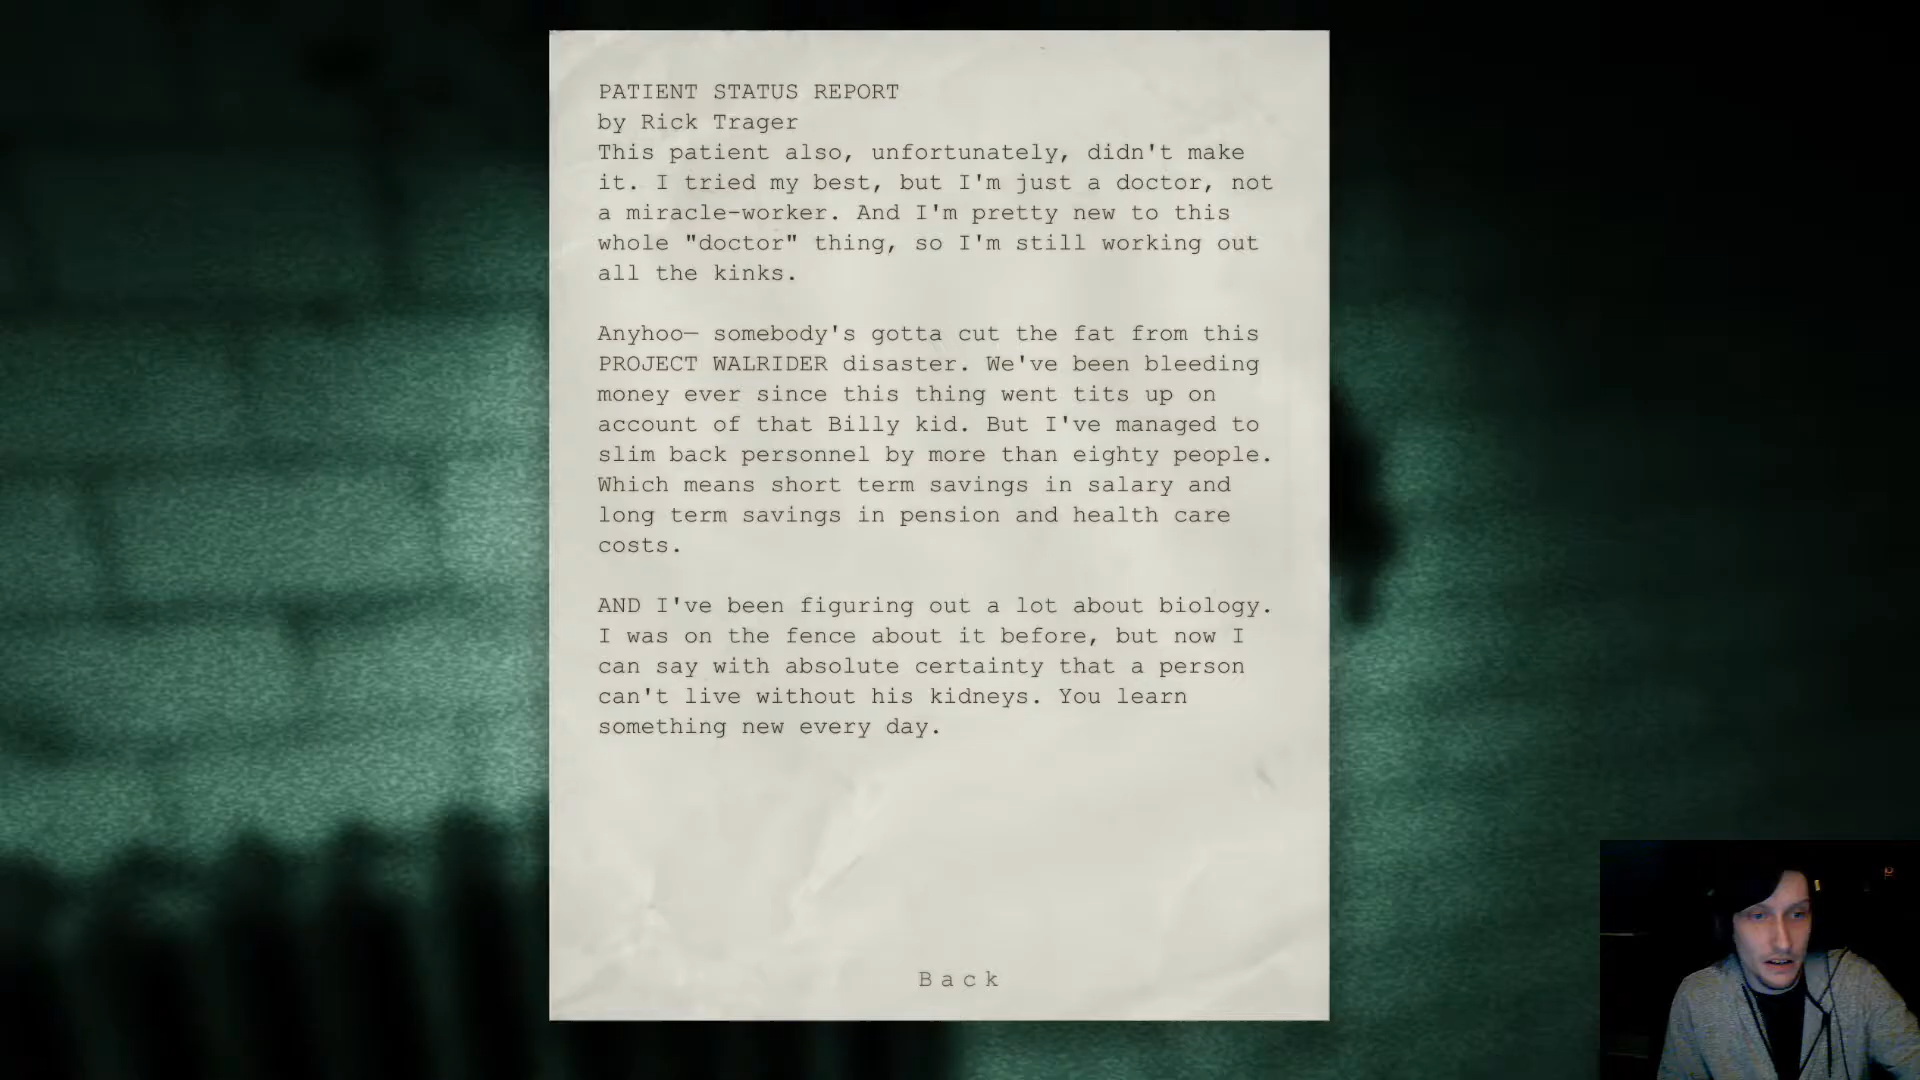 PATIENT STATUS REPORT
by Rick Trager
This patient also, unfortunately, didn't make
it. I tried my best, but I'm just a doctor, not
a miracle-worker. And I'm pretty new to this
whole "doctor" thing, so I'm still working out
all the kinks.
Anyhoo— somebody's gotta cut the fat from this
PROJECT WALRIDER disaster. We've been bleeding
money ever since this thing went tits up on
account of that Billy kid. But I've managed to
slim back personnel by more than eighty people.
Which means short term savings in salary and
long term savings in pension and health care
costs.
AND I've been figuring out a lot about biology.
I was on the fence about it before, but now I
can say with absolute certainty that a person
can't live without his kidneys. You learn
something new every day.
Back